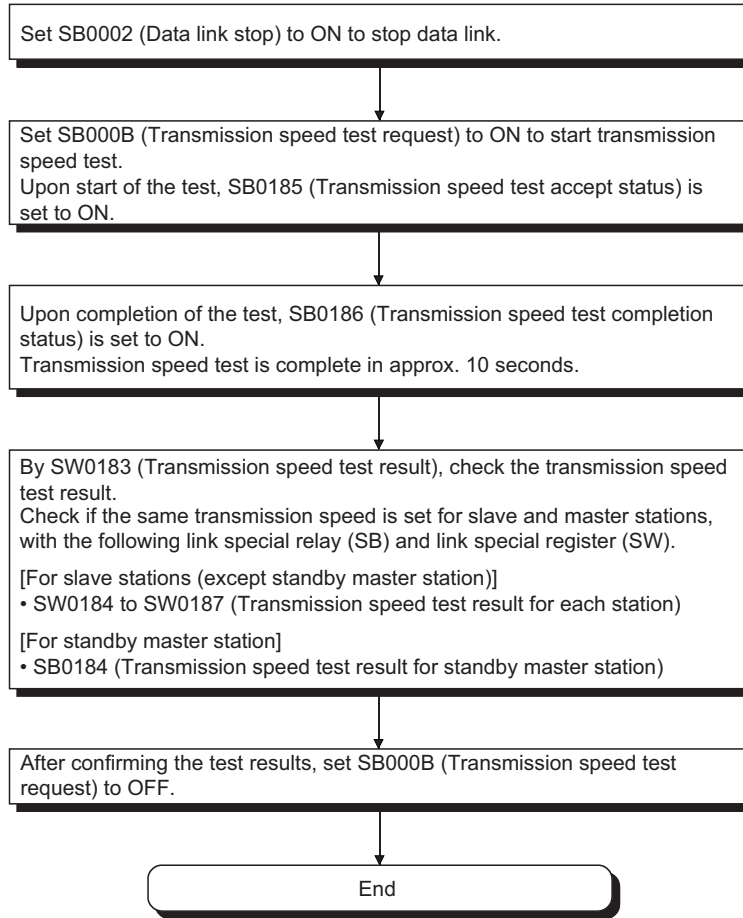 Set SB0002 (Data link stop) to ON to stop data link.
Set SB000B (Transmission speed test request) to ON to start transmission
speed test.
Upon start of the test, SB0185 (Transmission speed test accept status) is
set to ON.
Upon completion of the test, SB0186 (Transmission speed test completion
status) is set to ON.
Transmission speed test is complete in approx. 10 seconds.
By SW0183 (Transmission speed test result), check the transmission speed
test result.
Check if the same transmission speed is set for slave and master stations,
with the following link special relay (SB) and link special register (SW).
[For slave stations (except standby master station)]
• SW0184 to SW0187 (Transmission speed test result for each station)
[For standby master station]
• SB0184 (Transmission speed test result for standby master station)
After confirming the test results, set SB000B (Transmission speed test
request) to OFF.
End